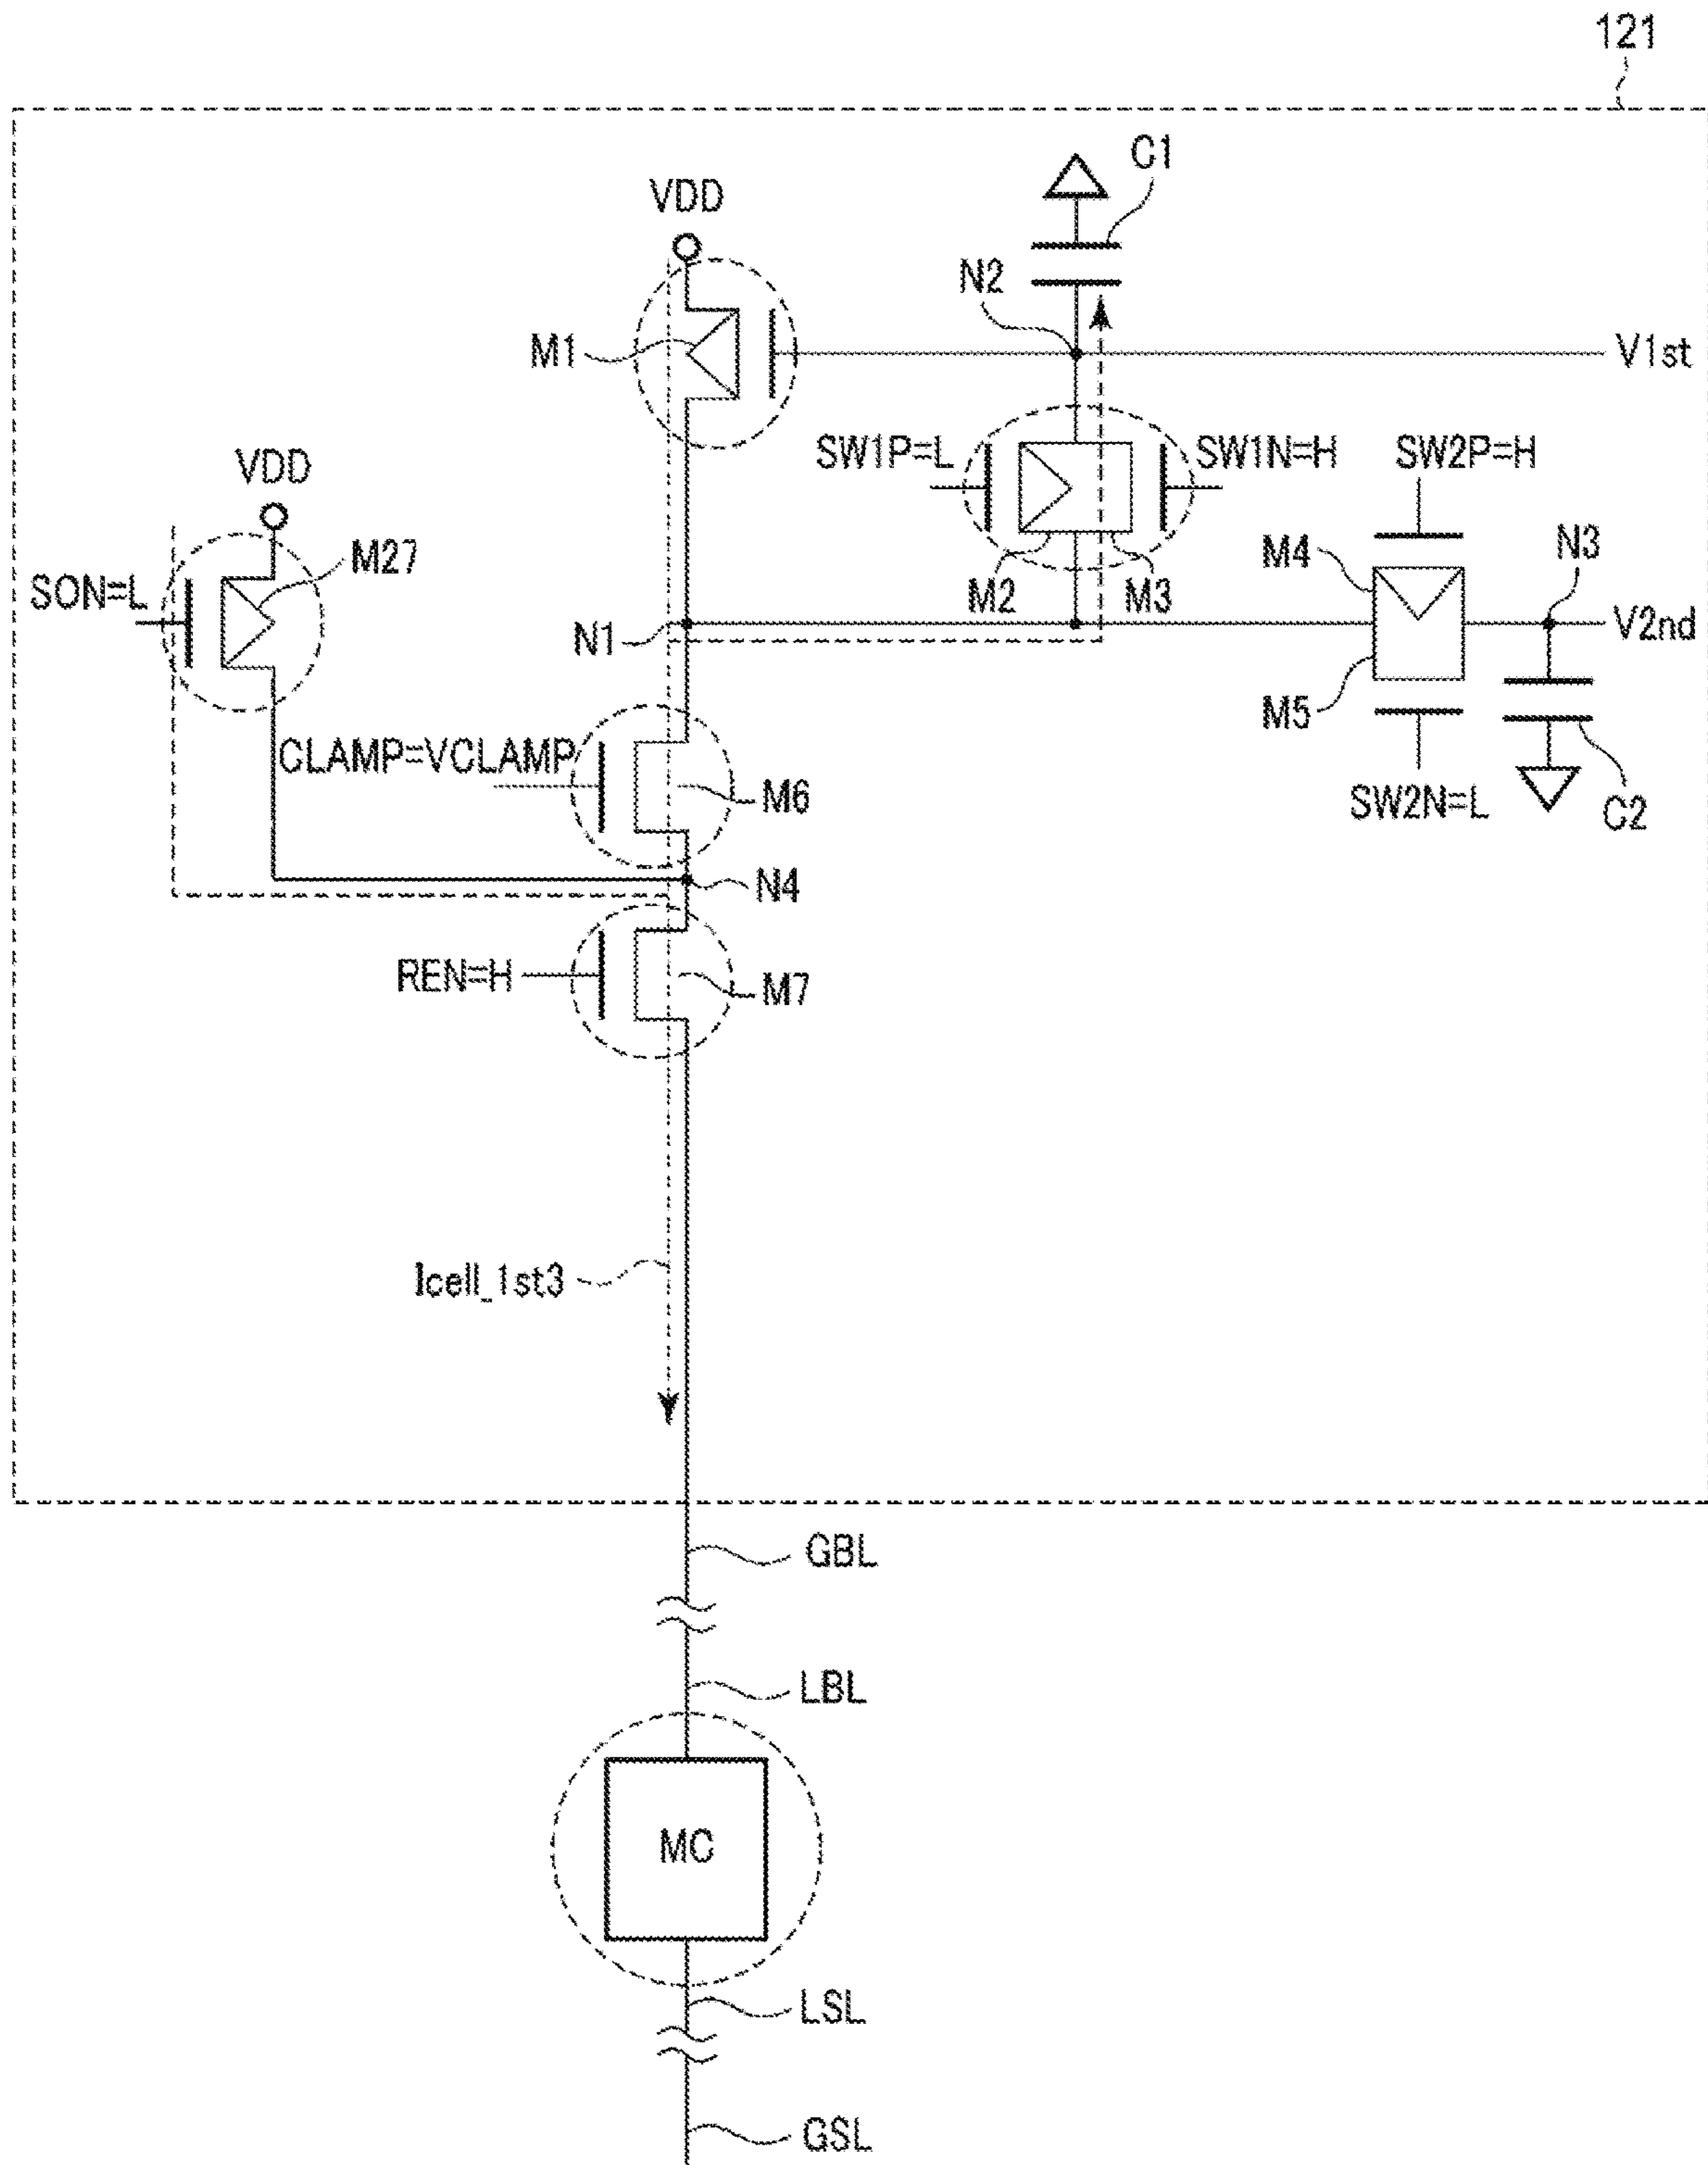 121
C1
VDD
N2
M1
V1st
SW1P=L
SW1N=H
SW2P=H
VDD
M27
M4
N3
SON=L
M2
M3
N1
V2nd
M5
CLAMP=VCLAMP
M6
SW2N=L
C2
N4
REN=H
M7
Icell_1st3
GBL
LBL
MC
LSL
GSL